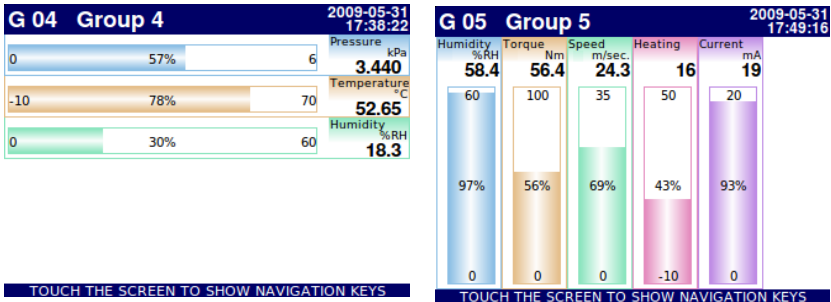 G 04 Group 4
2009-05-31
17:38:22
Pressure
kPa
0 57% 6
3.440
Temperature
°C
-10 78% 70
52.65
Humidity
%RH
0 30% 60
18.3
TOUCH THE SCREEN TO SHOW NAVIGATION KEYS
G 05 Group 5
2009-05-31
17:49:16
Humidity Torque Speed Heating Current
%RH Nm m/sec. mA
58.4 56.4 24.3 16 19
60 100 35 50 20
97% 56% 69% 43% 93%
0 0 0 -10 0
TOUCH THE SCREEN TO SHOW NAVIGATION KEYS